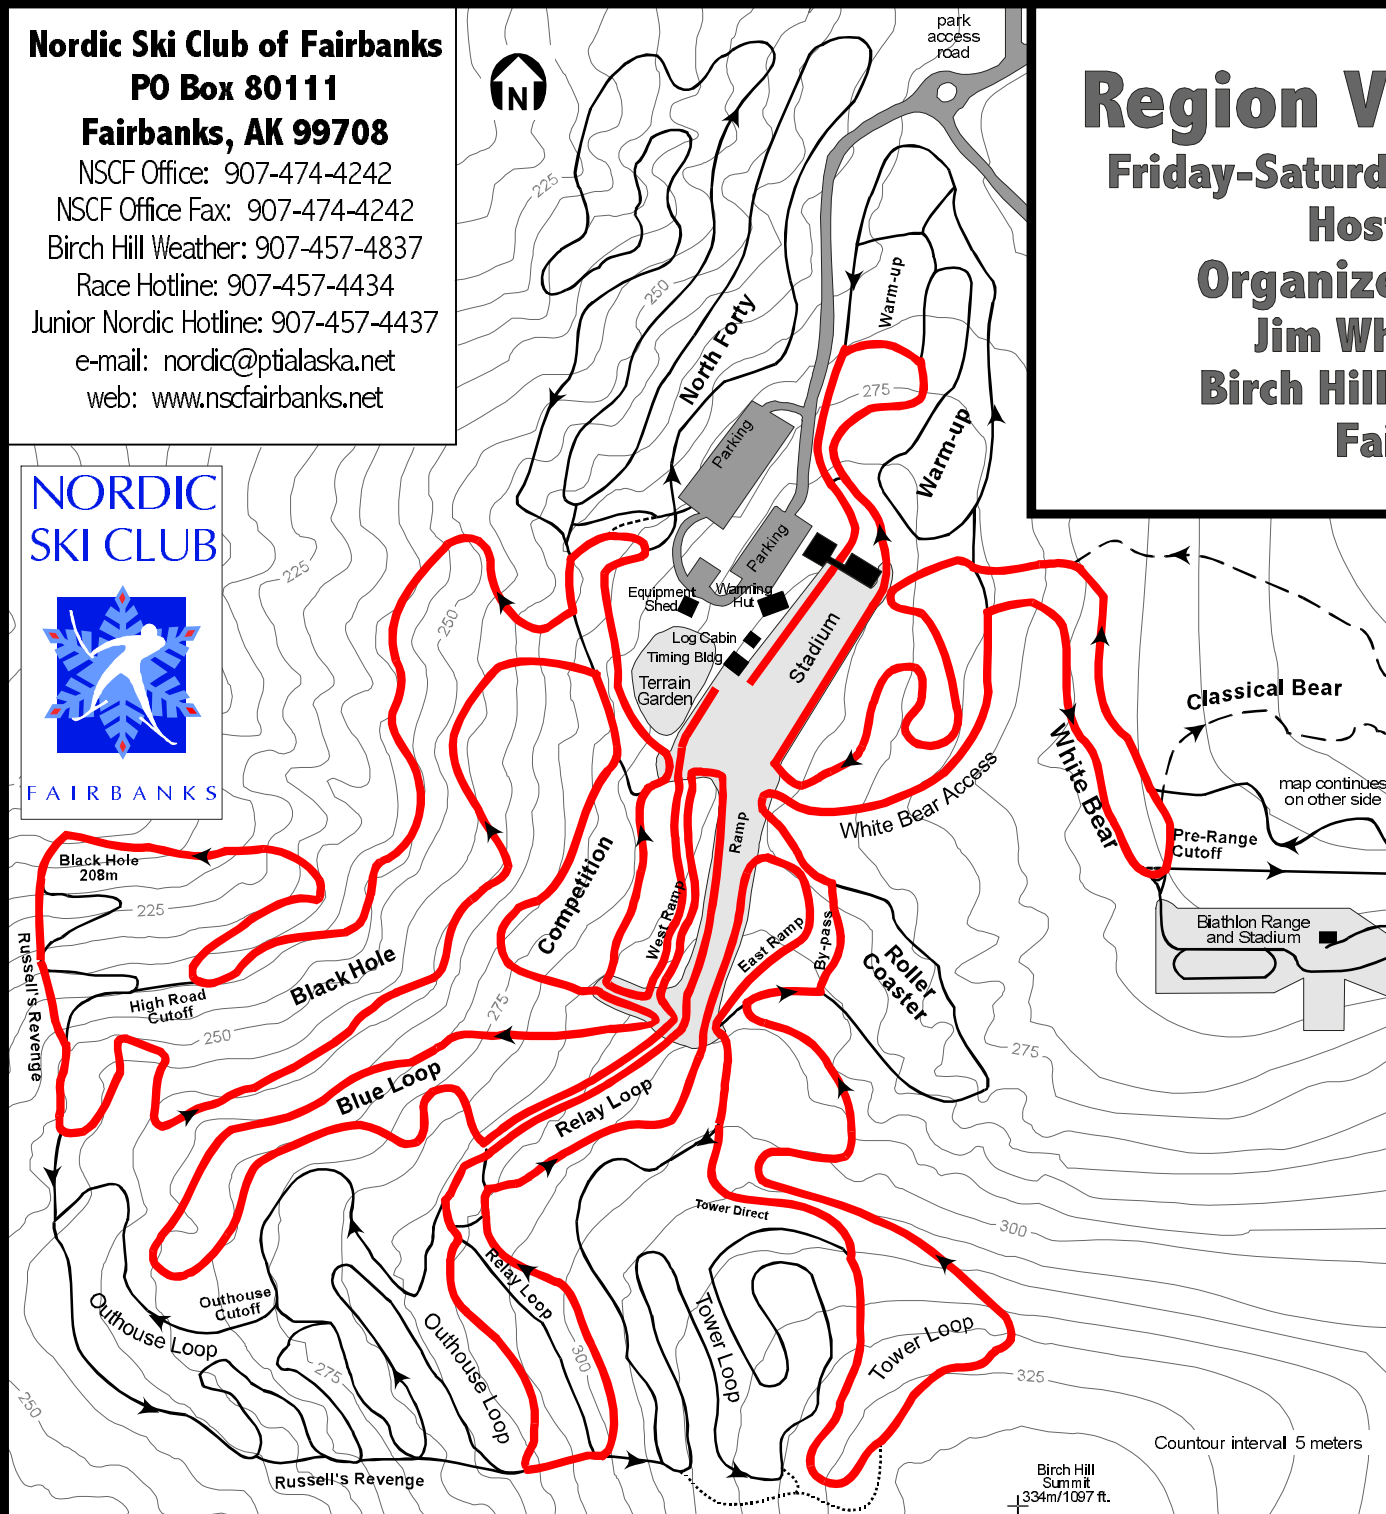 Nordic Ski Club of Fairbanks
PO Box 80111
Fairbanks, AK 99708
NSCF Office: 907-474-4242
NSCF Office Fax: 907-474-4242
Birch Hill Weather: 907-457-4837
Race Hotline: 907-457-4434
Junior Nordic Hotline: 907-457-4437
e-mail: nordic@ptialaska.net
web: www.nscfairbanks.net
N
park
access
road
Region V
Friday-Saturd
Host
Organize
Jim Wh
Birch Hill
Fai
NORDIC
SKI CLUB
FAIRBANKS
225
250
North Forty
Warm-up
275
Warm-up
Parking
Parking
225
250
Equipment
Shed
Warming
Hut
Log Cabin
Timing Bldg
Terrain
Garden
Stadium
Classical Bear
White Bear
map continues
on other side
White Bear Access
Pre-Range
Cutoff
Ramp
Black Hole
208m
225
Competition
West Ramp
East Ramp
By-pass
Roller
Coaster
Biathlon Range
and Stadium
Russell's Revenge
High Road
Cutoff
Black Hole
250
275
275
Blue Loop
Relay Loop
Tower Direct
300
Relay Loop
Outhouse
Cutoff
Outhouse Loop
Outhouse Loop
Tower Loop
Tower Loop
275
300
325
250
Russell's Revenge
Countour interval 5 meters
Birch Hill
Summit
334m/1097 ft.